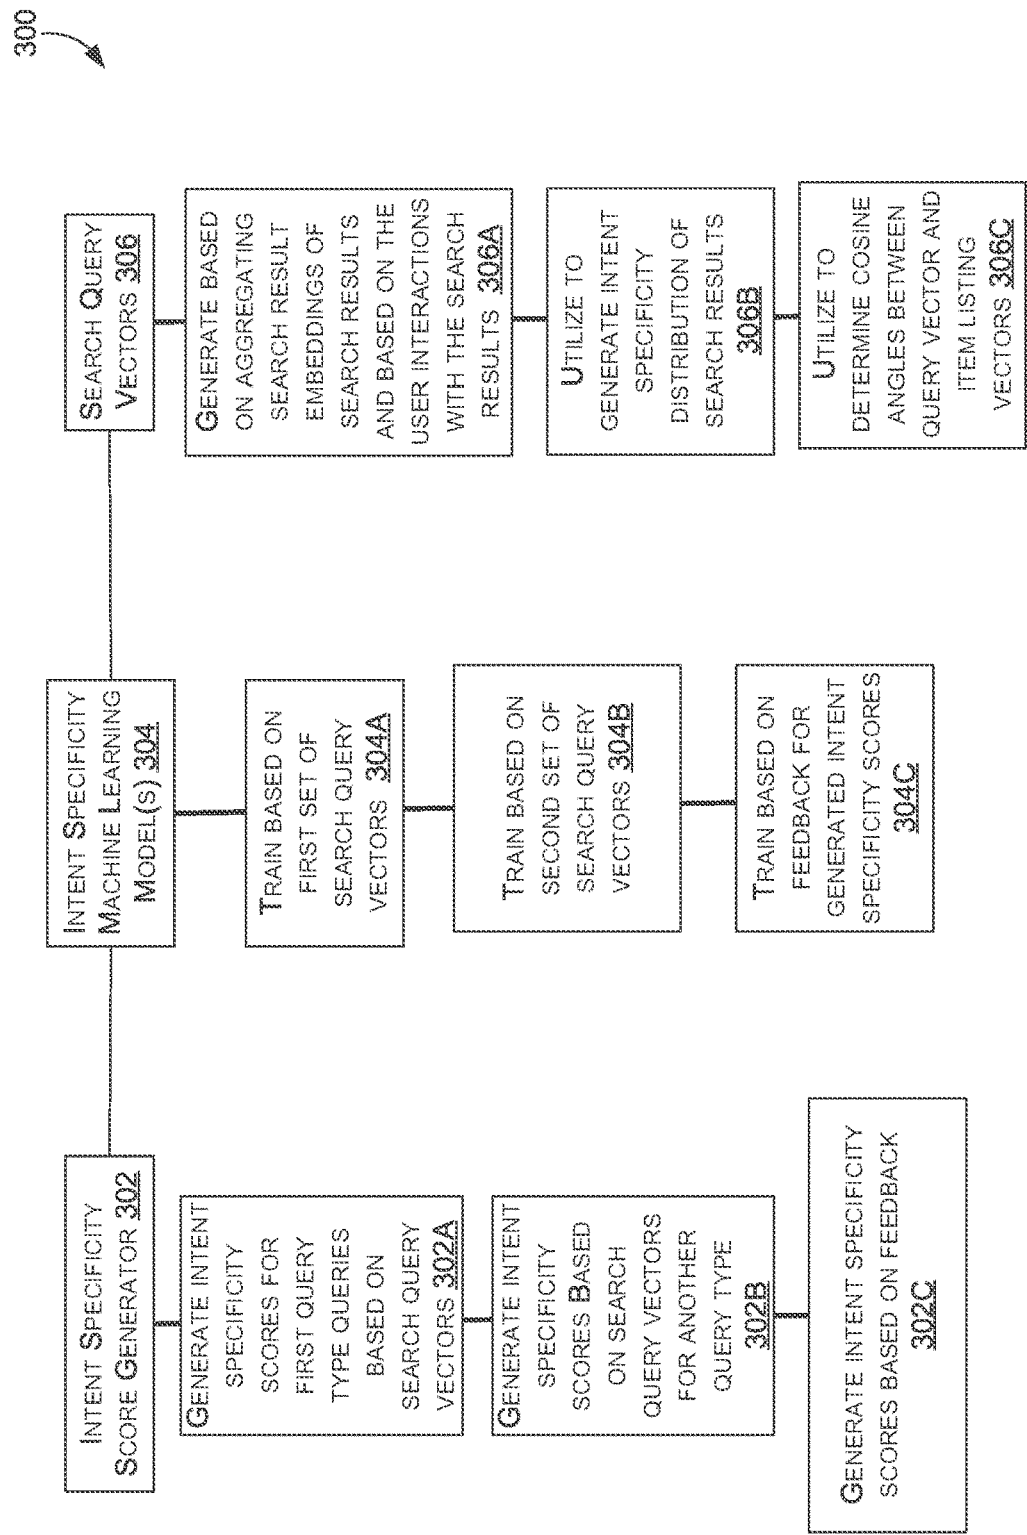 300
INTENT SPECIFICITY
SCORE GENERATOR 302
GENERATE INTENT
SPECIFICITY
SCORES FOR
FIRST QUERY
TYPE QUERIES
BASED ON
SEARCH QUERY
VECTORS 302A
GENERATE INTENT
SPECIFICITY
SCORES BASED
ON SEARCH
QUERY VECTORS
FOR ANOTHER
QUERY TYPE
302B
GENERATE INTENT SPECIFICITY
SCORES BASED ON FEEDBACK
302C
INTENT SPECIFICITY
MACHINE LEARNING
MODEL(S) 304
TRAIN BASED ON
FIRST SET OF
SEARCH QUERY
VECTORS 304A
TRAIN BASED ON
SECOND SET OF
SEARCH QUERY
VECTORS 304B
TRAIN BASED ON
FEEDBACK FOR
GENERATED INTENT
SPECIFICITY SCORES
304C
SEARCH QUERY
VECTORS 306
GENERATE BASED
ON AGGREGATING
SEARCH RESULT
EMBEDDINGS OF
SEARCH RESULTS
AND BASED ON THE
USER INTERACTIONS
WITH THE SEARCH
RESULTS 306A
UTILIZE TO
GENERATE INTENT
SPECIFICITY
DISTRIBUTION OF
SEARCH RESULTS
306B
UTILIZE TO
DETERMINE COSINE
ANGLES BETWEEN
QUERY VECTOR AND
ITEM LISTING
VECTORS 306C